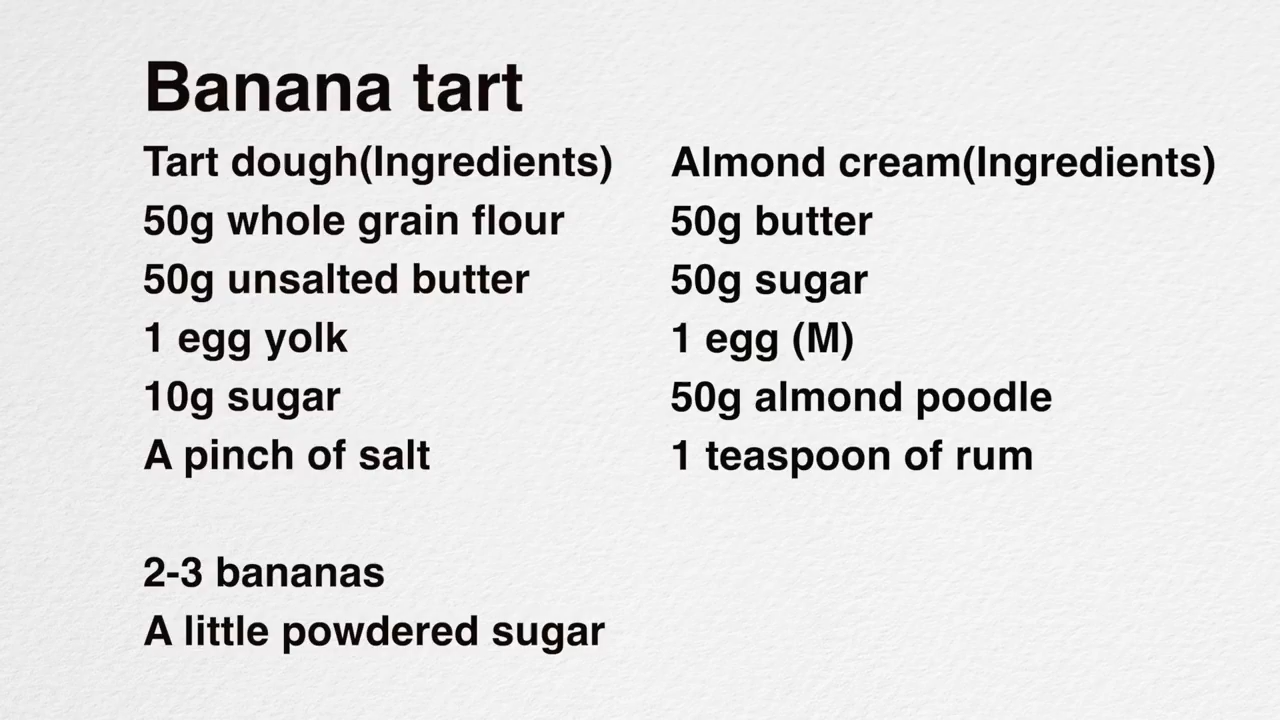 Banana tart
Tart dough(Ingredients)
50g whole grain flour
50g unsalted butter
1 egg yolk
10g sugar
A pinch of salt
2-3 bananas
A little powdered sugar
Almond cream(Ingredients)
50g butter
50g sugar
1 egg (M)
50g almond poodle
1 teaspoon of rum